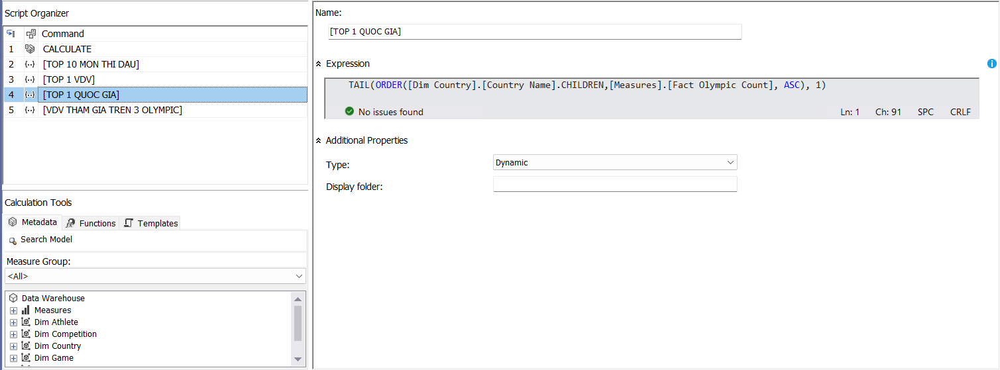 Script Organizer
Command
1 CALCULATE
2 [TOP 10 MON THI DAU]
3 [TOP 1 VDV]
4 [TOP 1 QUOC GIA]
5 [VDV THAM GIA TREN 3 OLYMPIC]
Calculation Tools
Metadata Functions Templates
Search Model
Measure Group:
<All>
Data Warehouse
Measures
Dim Athlete
Dim Competition
Dim Country
Dim Game
Name:
[TOP 1 QUOC GIA]
Expression
TAIL(ORDER([Dim Country].[Country Name].CHILDREN,[Measures].[Fact Olympic Count], ASC), 1)
No issues found Ln: 1 Ch: 91 SPC CRLF
Additional Properties
Type: Dynamic
Display folder: